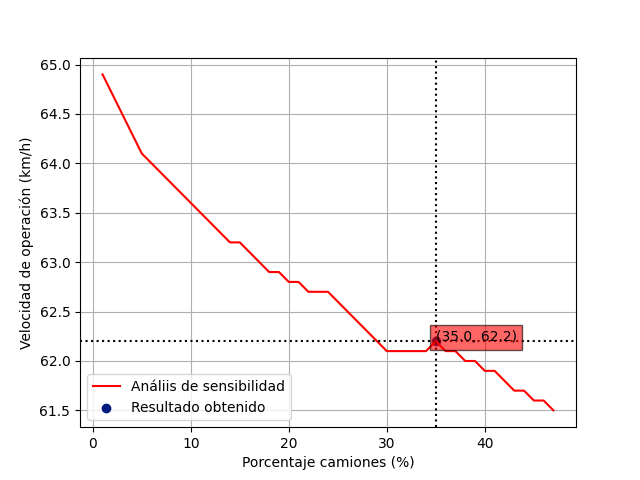 65.0
64.5
64.0
63.5
63.0
62.5
62.0
61.5
Velocidad de operación (km/h)
(35.0, 62.2)
Análiis de sensibilidad
Resultado obtenido
0 10 20 30 40
Porcentaje camiones (%)